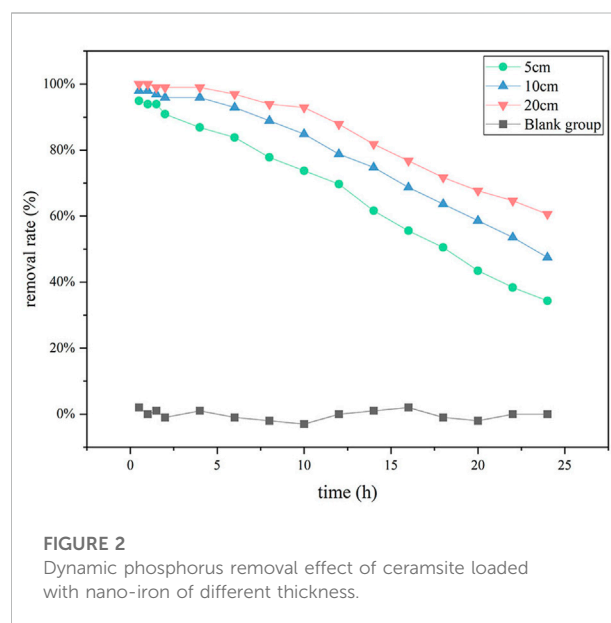 5cm
10cm
20cm
Blank group
100%
80%
60%
40%
20%
0%
removal rate (%)
0 5 10 15 20 25
time (h)
FIGURE 2
Dynamic phosphorus removal effect of ceramsite loaded
with nano-iron of different thickness.